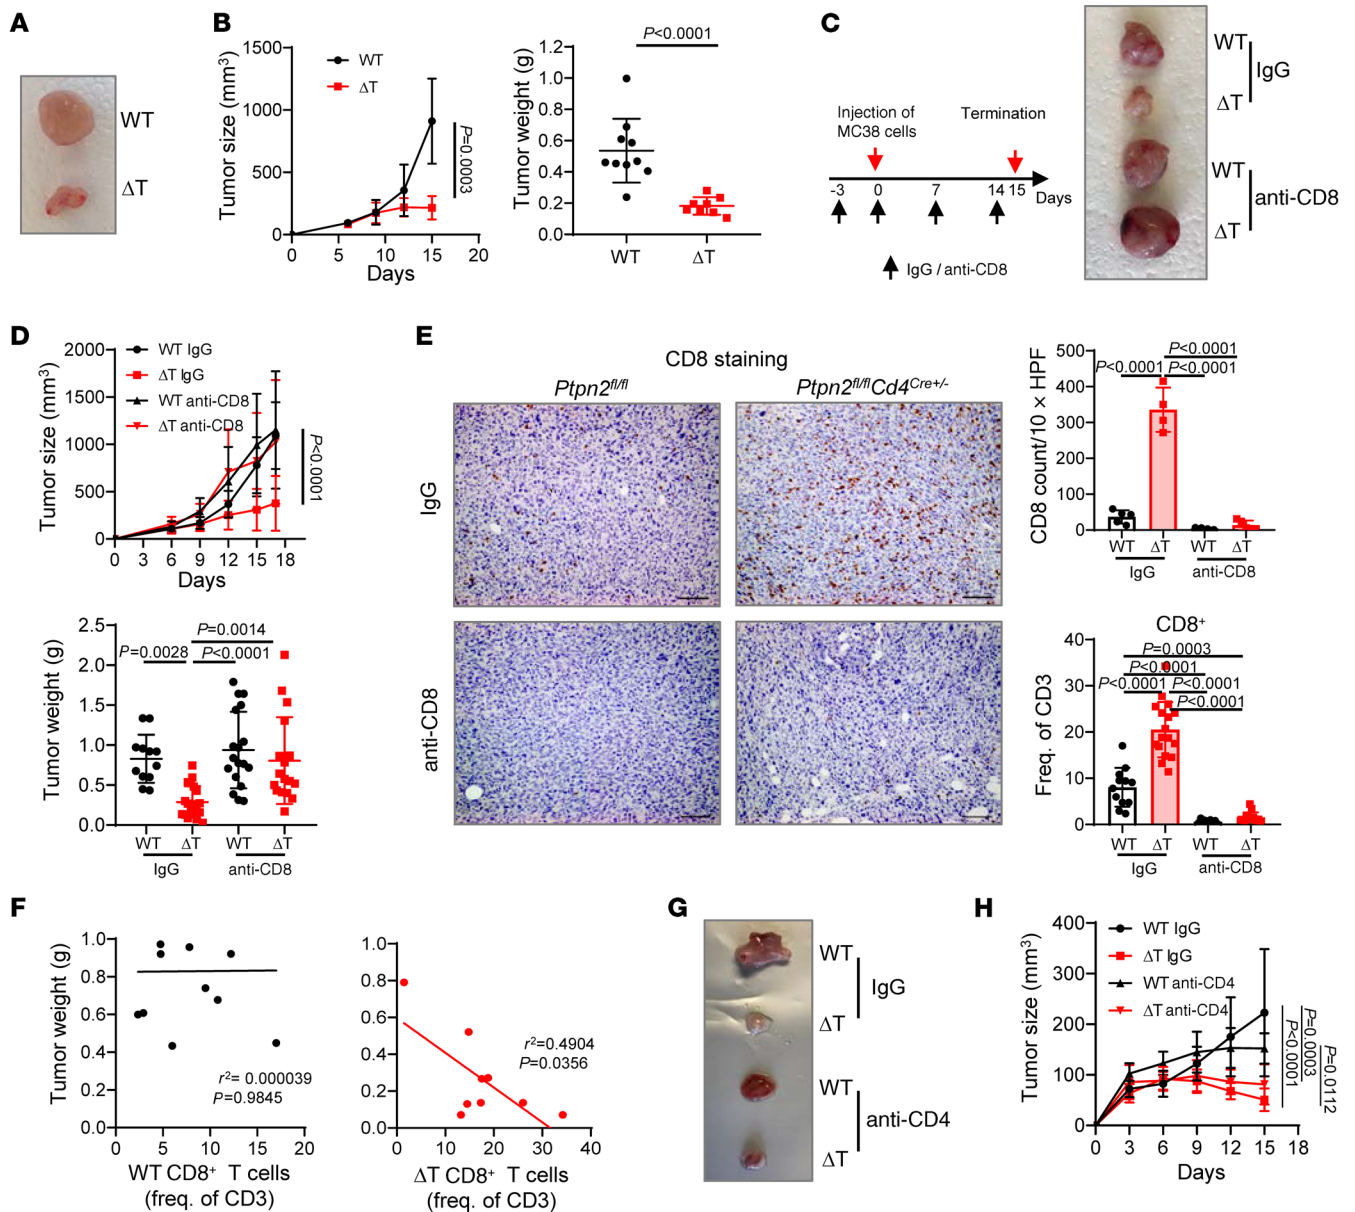 A
WT
ΔT
B
Tumor size (mm³)
1500
1000
500
0
WT
ΔT
P=0.0003
0 5 10 15 20
Days
Tumor weight (g)
1.2
1.0
0.8
0.6
0.4
0.2
0.0
P<0.0001
WT ΔT
C
Injection of
MC38 cells
Termination
-3 0 7 14 15 Days
IgG / anti-CD8
WT
ΔT
IgG
WT
ΔT
anti-CD8
D
Tumor size (mm³)
2000
1500
1000
500
0
WT IgG
ΔT IgG
WT anti-CD8
ΔT anti-CD8
P<0.0001
0 3 6 9 12 15 18
Days
Tumor weight (g)
2.5
2.0
1.5
1.0
0.5
0.0
P=0.0014
P=0.0028 P<0.0001
WT ΔT WT ΔT
IgG anti-CD8
E
CD8 staining
Ptpn2fl/fl Ptpn2fl/flCd4Cre+/-
IgG
anti-CD8
CD8 count/10 × HPF
500
400
300
200
100
0
P<0.0001
P<0.0001 P<0.0001
WT ΔT WT ΔT
IgG anti-CD8
CD8⁺
Freq. of CD3
40
30
20
10
0
P=0.0003
P<0.0001
P<0.0001 P<0.0001
P<0.0001
WT ΔT WT ΔT
IgG anti-CD8
F
Tumor weight (g)
1.0
0.8
0.6
0.4
0.2
0.0
r²= 0.000039
P=0.9845
0 5 10 15 20
WT CD8⁺ T cells
(freq. of CD3)
1.0
0.8
0.6
0.4
0.2
0.0
r²=0.4904
P=0.0356
0 10 20 30 40
ΔT CD8⁺ T cells
(freq. of CD3)
G
WT
ΔT
IgG
WT
ΔT
anti-CD4
H
Tumor size (mm³)
400
300
200
100
0
WT IgG
ΔT IgG
WT anti-CD4
ΔT anti-CD4
P<0.0001
P=0.0003
P=0.0112
0 3 6 9 12 15 18
Days